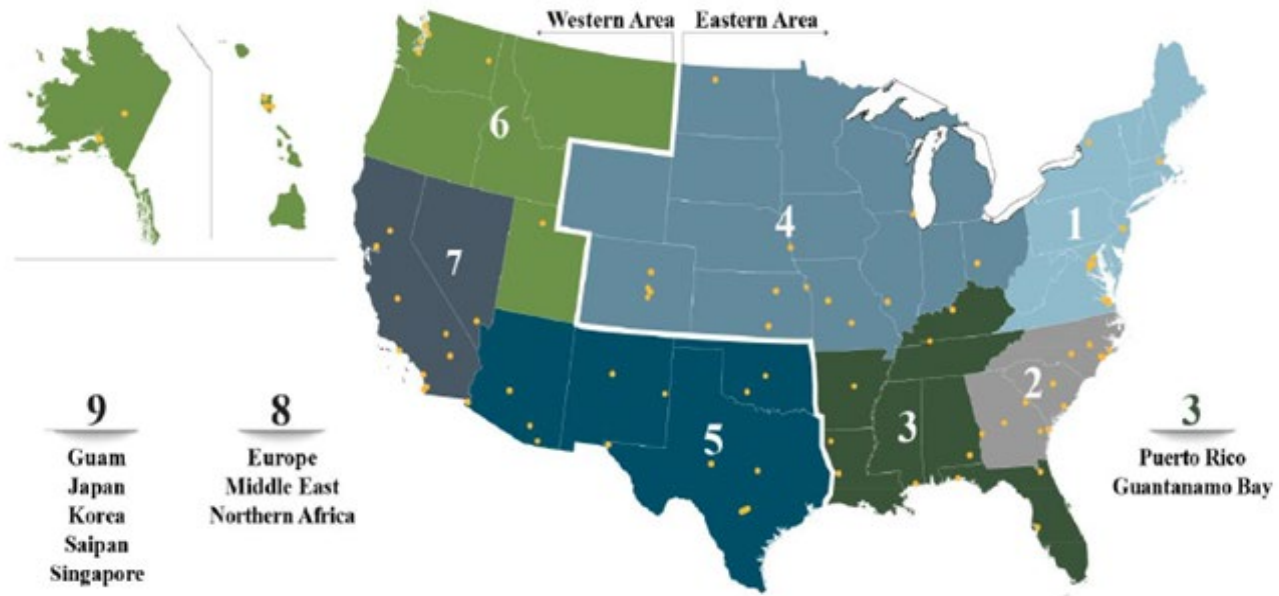 Western Area Eastern Area
6
4
1
7
2
3
5
9
Guam
Japan
Korea
Saipan
Singapore
8
Europe
Middle East
Northern Africa
3
Puerto Rico
Guantanamo Bay